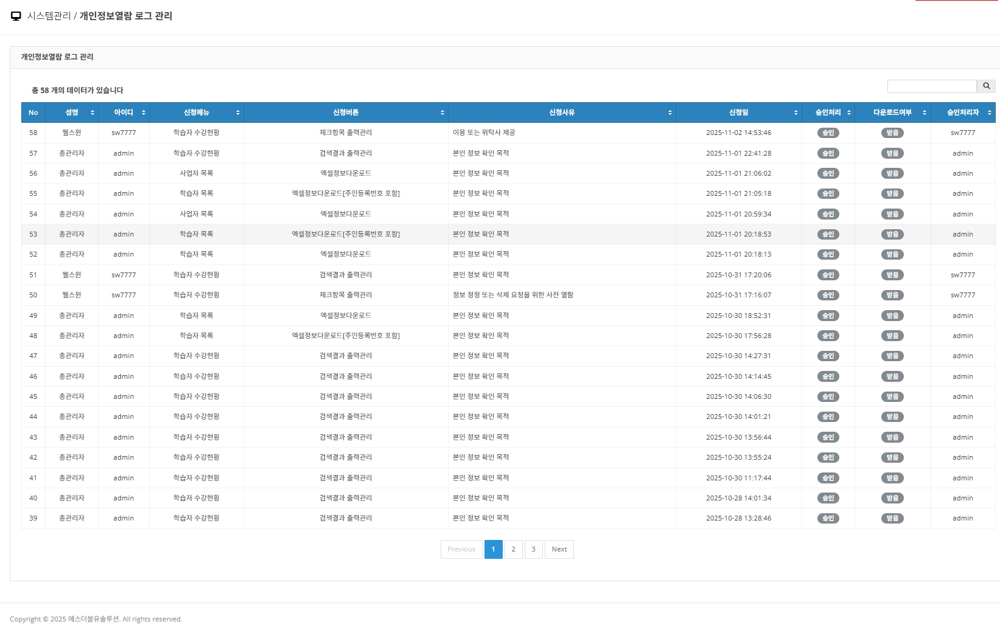 시스템관리 / 개인정보열람 로그 관리
개인정보열람 로그 관리
총 58 개의 데이터가 있습니다
No 성명 아이디 신청메뉴 신청버튼 신청사유 신청일 승인처리 다운로드여부 승인처리자
58 웰스윈 sw7777 학습자 수강현황 체크항목 출력관리 이용 또는 위탁사 제공 2025-11-02 14:53:46 승인 받음 sw7777
57 총관리자 admin 학습자 수강현황 검색결과 출력관리 본인 정보 확인 목적 2025-11-01 22:41:28 승인 받음 admin
56 총관리자 admin 사업자 목록 엑셀정보다운로드 본인 정보 확인 목적 2025-11-01 21:06:02 승인 받음 admin
55 총관리자 admin 학습자 목록 엑셀정보다운로드[주민등록번호 포함] 본인 정보 확인 목적 2025-11-01 21:05:18 승인 받음 admin
54 총관리자 admin 사업자 목록 엑셀정보다운로드 본인 정보 확인 목적 2025-11-01 20:59:34 승인 받음 admin
53 총관리자 admin 학습자 목록 엑셀정보다운로드[주민등록번호 포함] 본인 정보 확인 목적 2025-11-01 20:18:53 승인 받음 admin
52 총관리자 admin 학습자 목록 엑셀정보다운로드 본인 정보 확인 목적 2025-11-01 20:18:13 승인 받음 admin
51 웰스윈 sw7777 학습자 수강현황 검색결과 출력관리 본인 정보 확인 목적 2025-10-31 17:20:06 승인 받음 sw7777
50 웰스윈 sw7777 학습자 수강현황 체크항목 출력관리 정보 정정 또는 삭제 요청을 위한 사전 열람 2025-10-31 17:16:07 승인 받음 sw7777
49 총관리자 admin 학습자 목록 엑셀정보다운로드 본인 정보 확인 목적 2025-10-30 18:52:31 승인 받음 admin
48 총관리자 admin 학습자 목록 엑셀정보다운로드[주민등록번호 포함] 본인 정보 확인 목적 2025-10-30 17:56:28 승인 받음 admin
47 총관리자 admin 학습자 수강현황 검색결과 출력관리 본인 정보 확인 목적 2025-10-30 14:27:31 승인 받음 admin
46 총관리자 admin 학습자 수강현황 검색결과 출력관리 본인 정보 확인 목적 2025-10-30 14:14:45 승인 받음 admin
45 총관리자 admin 학습자 수강현황 검색결과 출력관리 본인 정보 확인 목적 2025-10-30 14:06:30 승인 받음 admin
44 총관리자 admin 학습자 수강현황 검색결과 출력관리 본인 정보 확인 목적 2025-10-30 14:01:21 승인 받음 admin
43 총관리자 admin 학습자 수강현황 검색결과 출력관리 본인 정보 확인 목적 2025-10-30 13:56:44 승인 받음 admin
42 총관리자 admin 학습자 수강현황 검색결과 출력관리 본인 정보 확인 목적 2025-10-30 13:55:24 승인 받음 admin
41 총관리자 admin 학습자 수강현황 검색결과 출력관리 본인 정보 확인 목적 2025-10-30 11:17:44 승인 받음 admin
40 총관리자 admin 학습자 수강현황 검색결과 출력관리 본인 정보 확인 목적 2025-10-28 14:01:34 승인 받음 admin
39 총관리자 admin 학습자 수강현황 검색결과 출력관리 본인 정보 확인 목적 2025-10-28 13:28:46 승인 받음 admin
Previous 1 2 3 Next
Copyright © 2025 에스더블유솔루션. All rights reserved.